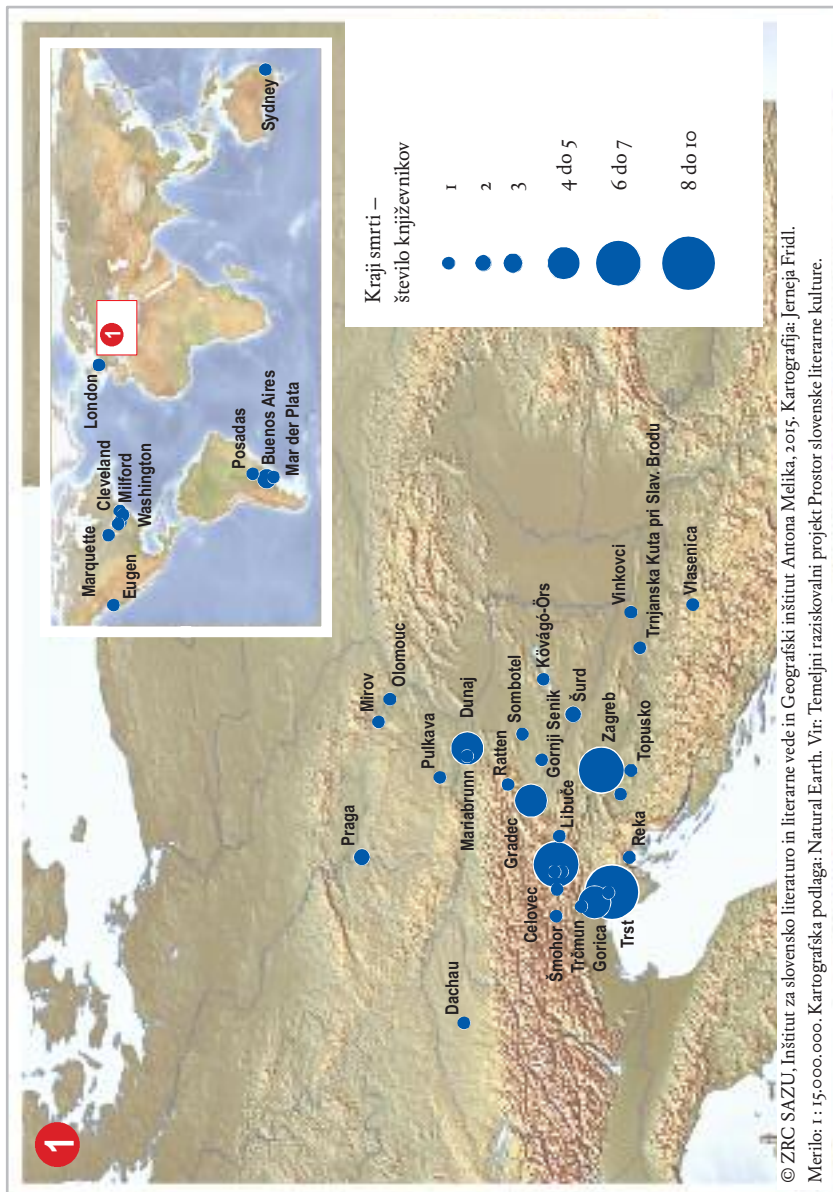 1
Marquette
Cleveland
Milford
Washington
Eugen
London
1
Posadas
Buenos Aires
Mar der Plata
Sydney
Kraji smrti –
število književnikov
1
2
3
4 do 5
6 do 7
8 do 10
Praga
Mirov
Olomouc
Dachau
Pulkava
Dunaj
Mariabrunn
Ratten
Sombotel
Gradec
Gornji Senik
Kövágó-Örs
Libuče
Šurd
Celovec
Šmohor
Trčmun
Gorica
Trst
Reka
Zagreb
Topusko
Vinkovci
Trnjanska Kuta pri Slav. Brodu
Vlasenica
© ZRC SAZU, Inštitut za slovensko literaturo in literarne vede in Geografski inštitut Antona Melika, 2015. Kartografija: Jerneja Fridl.
Merilo: 1 : 15.000.000. Kartografska podlaga: Natural Earth. Vir: Temeljni raziskovalni projekt Prostor slovenske literarne kulture.